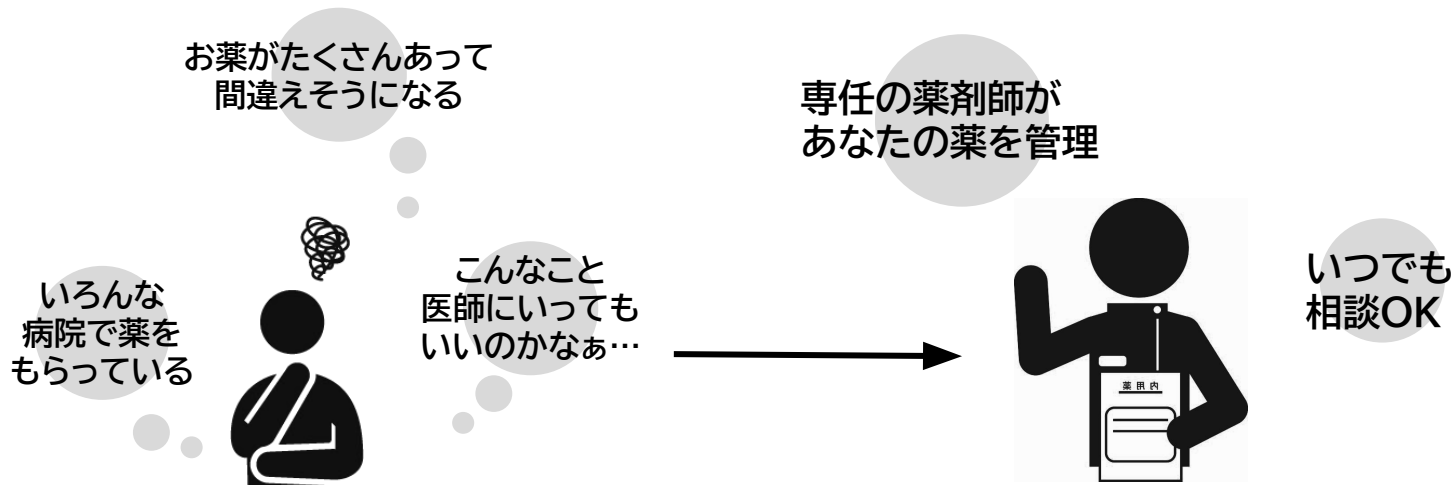 お薬がたくさんあって
間違えそうになる
いろんな
病院で薬を
もらっている
こんなこと
医師にいっても
いいのかなぁ…
専任の薬剤師が
あなたの薬を管理
いつでも
相談OK
薬用内